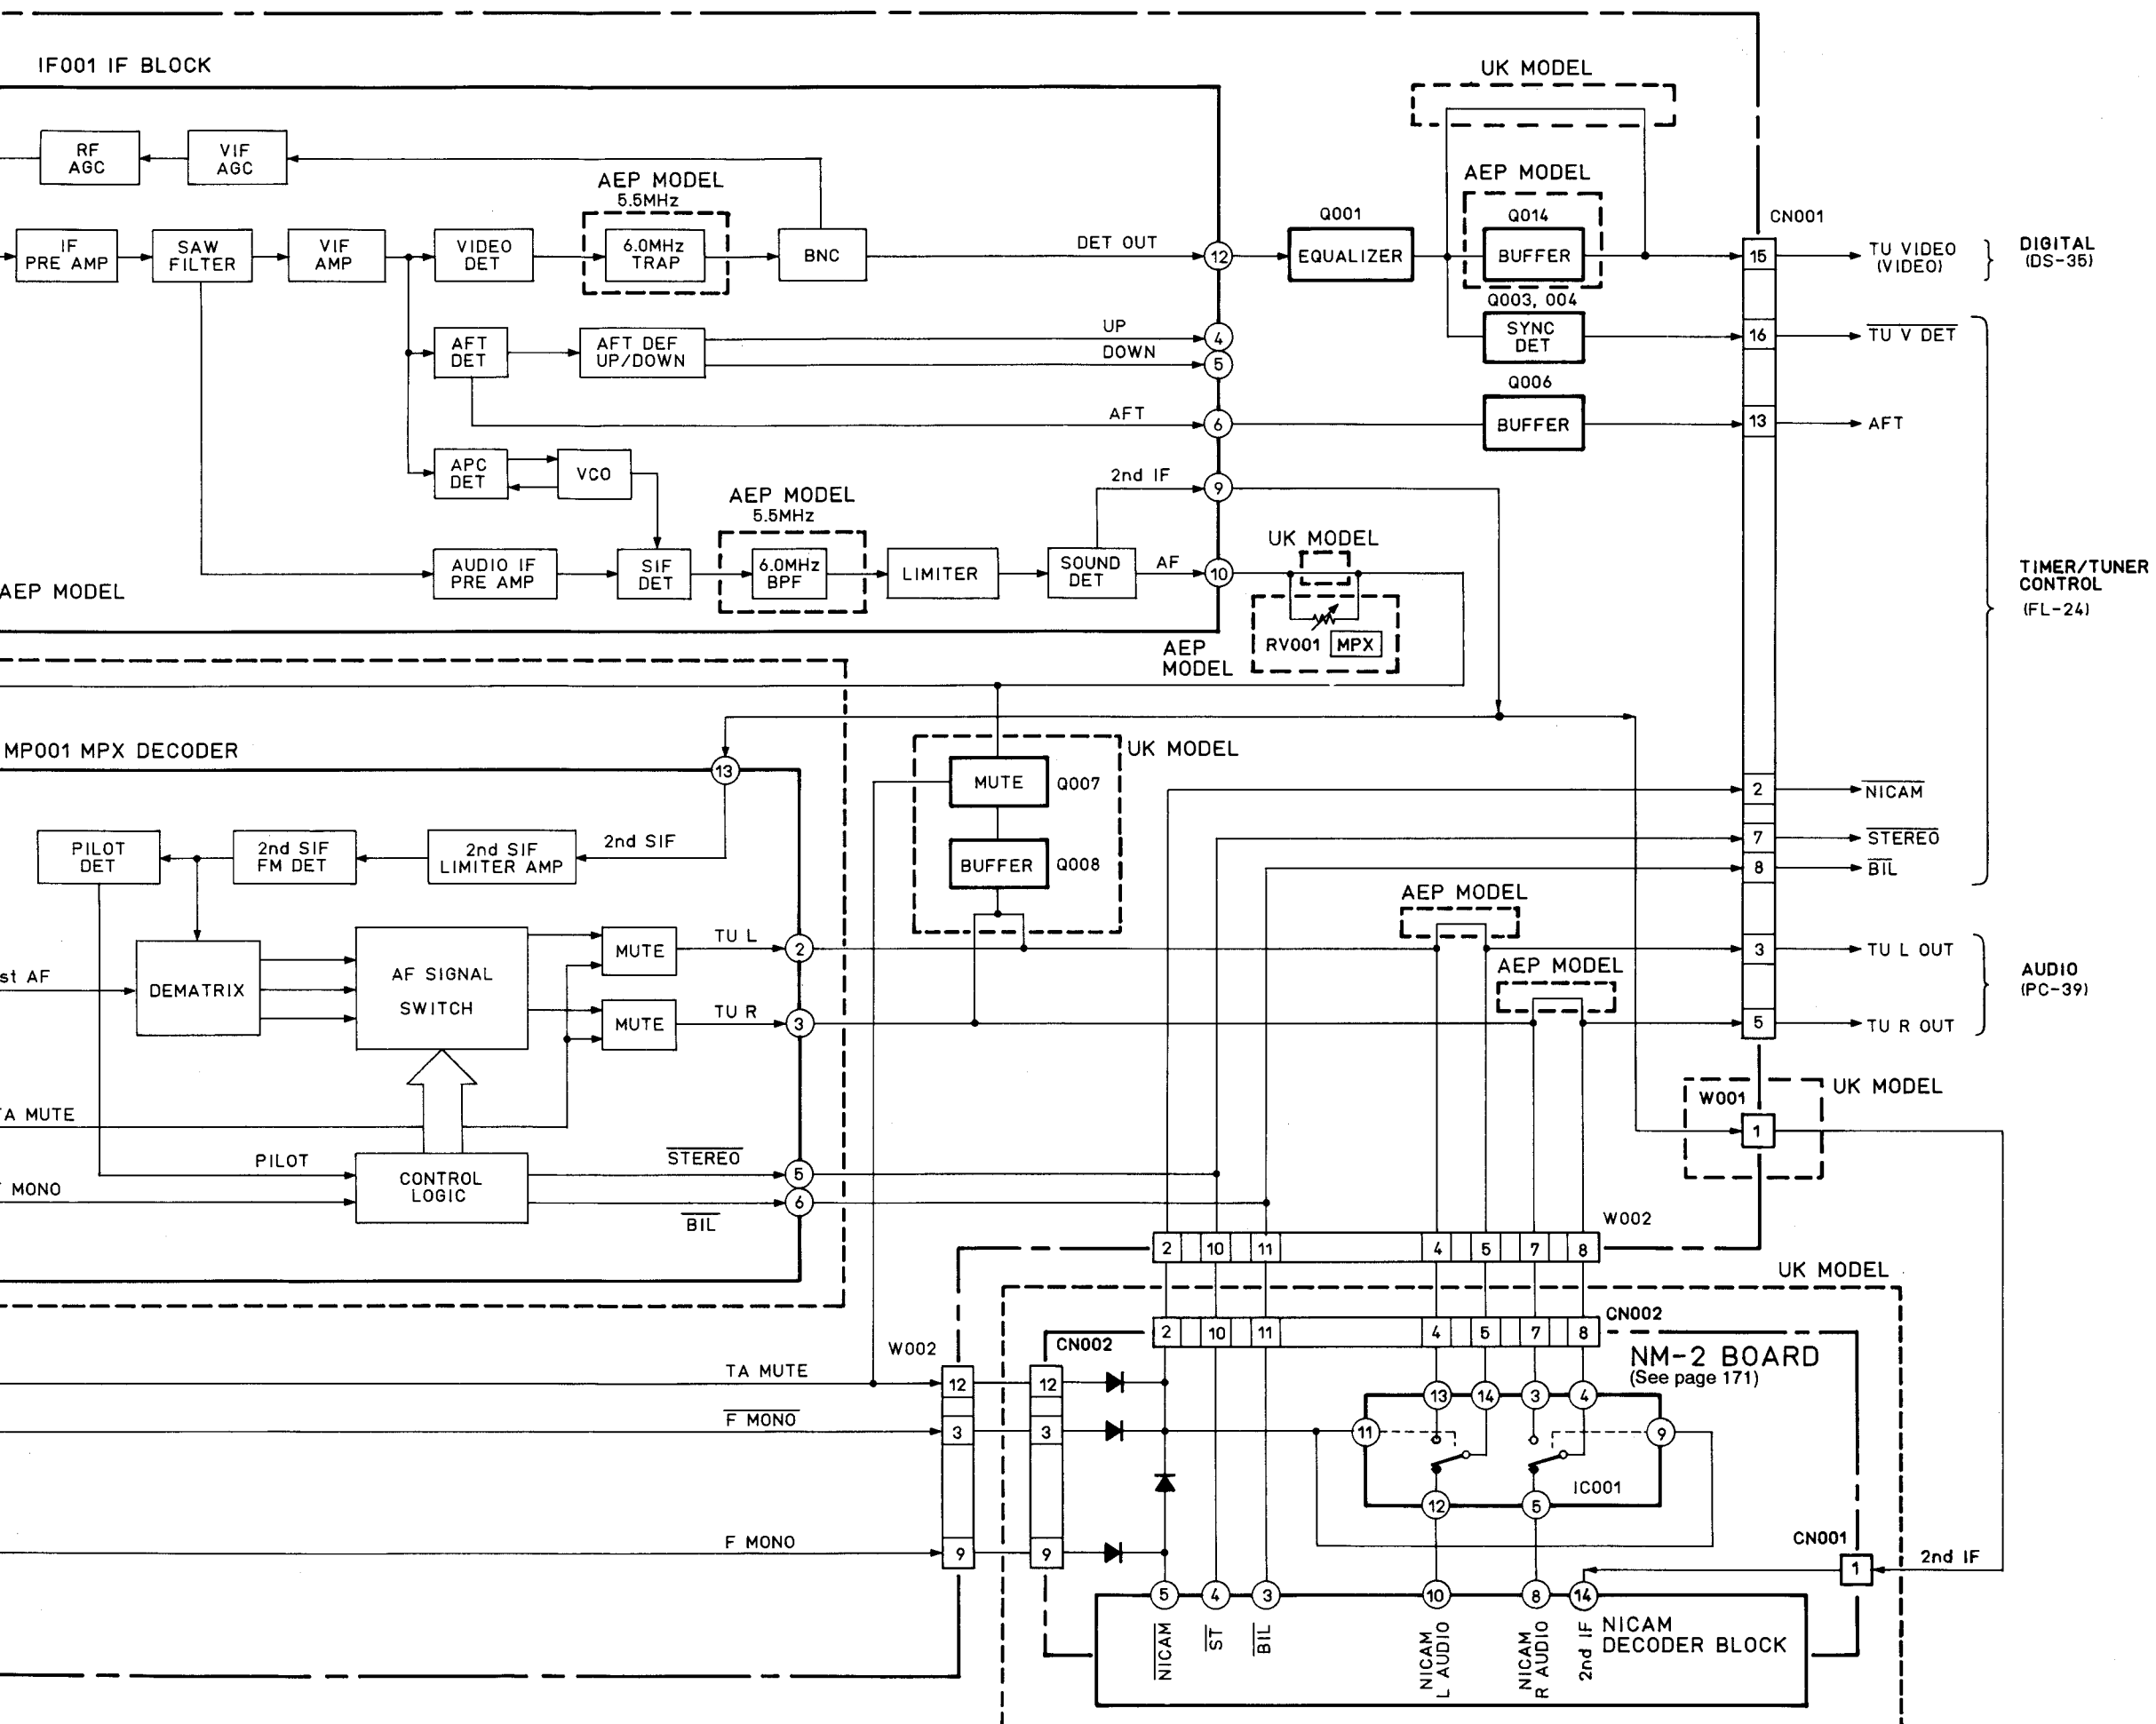 IF001 IF BLOCK
UK MODEL
RF
AGC
VIF
AGC
AEP MODEL
5.5MHz
AEP MODEL
Q001
Q014
CN001
IF
PRE AMP
SAW
FILTER
VIF
AMP
VIDEO
DET
6.0MHz
TRAP
BNC
DET OUT
12
EQUALIZER
BUFFER
15
TU VIDEO
(VIDEO)
DIGITAL
(DS-35)
Q003, 004
AFT
DET
AFT DEF
UP/DOWN
UP
4
DOWN
5
SYNC
DET
16
TU V DET
Q006
AFT
6
BUFFER
13
AFT
APC
DET
VCO
2nd IF
9
AEP MODEL
5.5MHz
UK MODEL
AUDIO IF
PRE AMP
SIF
DET
6.0MHz
BPF
LIMITER
SOUND
DET
AF
10
AEP MODEL
RV001
MPX
AEP
MODEL
TIMER/TUNER
CONTROL
(FL-24)
MP001 MPX DECODER
13
UK MODEL
MUTE
Q007
2
NICAM
PILOT
DET
2nd SIF
FM DET
2nd SIF
LIMITER AMP
2nd SIF
BUFFER
Q008
7
STEREO
8
BIL
AEP MODEL
st AF
DEMATRIX
AF SIGNAL
SWITCH
MUTE
TU L
2
3
TU L OUT
AEP MODEL
MUTE
TU R
3
5
TU R OUT
AUDIO
(PC-39)
UK MODEL
W001
1
TA MUTE
PILOT
F MONO
CONTROL
LOGIC
STEREO
5
6
BIL
W002
2
10
11
4
5
7
8
UK MODEL
CN002
2
10
11
4
5
7
8
W002
CN002
NM-2 BOARD
(See page 171)
TA MUTE
12
12
13
14
3
4
F MONO
3
3
11
9
IC001
12
5
F MONO
9
9
CN001
1
2nd IF
5
4
3
10
8
14
NICAM
ST
BIL
NICAM
L AUDIO
NICAM
R AUDIO
2nd IF
NICAM
DECODER BLOCK